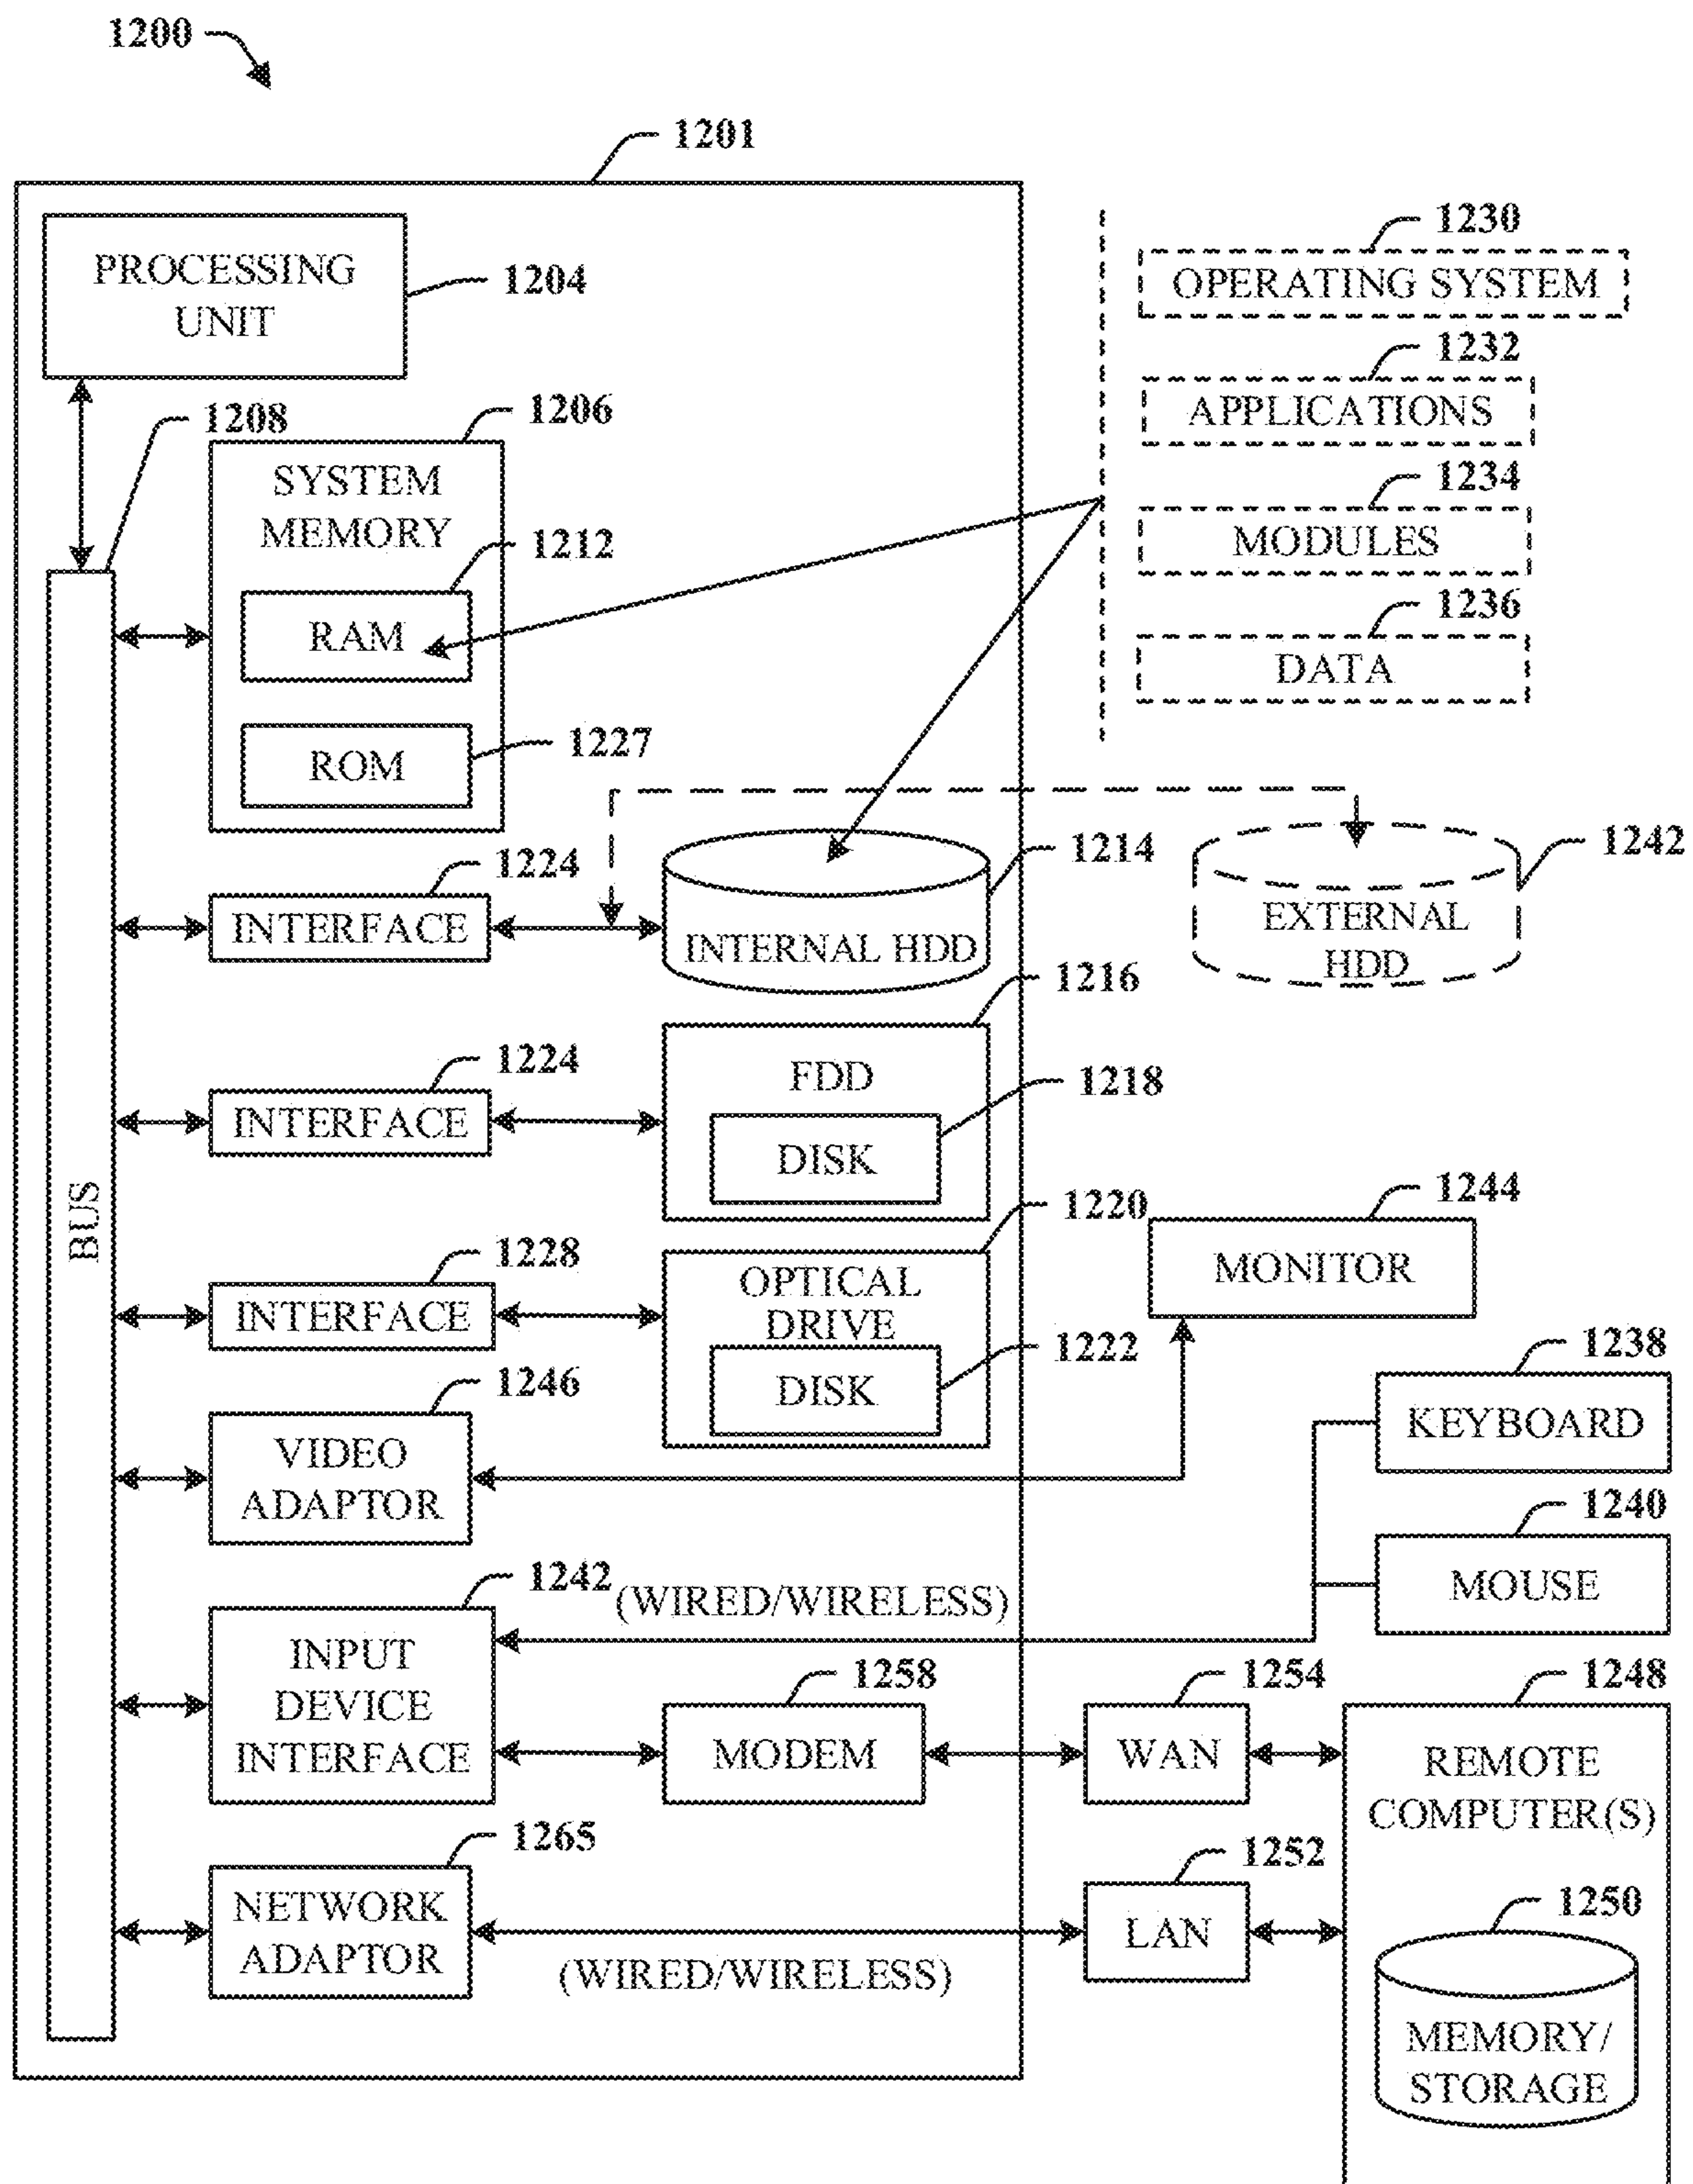 1200
1201
PROCESSING
UNIT
1204
1230
OPERATING SYSTEM
1232
APPLICATIONS
1234
MODULES
1236
DATA
1208
1206
SYSTEM
MEMORY
1212
RAM
1227
ROM
1224
INTERFACE
1214
INTERNAL HDD
1242
EXTERNAL
HDD
1224
INTERFACE
1216
FDD
1218
DISK
BUS
1228
INTERFACE
1220
OPTICAL
DRIVE
1222
DISK
1244
MONITOR
1246
VIDEO
ADAPTOR
1238
KEYBOARD
1240
MOUSE
1242
(WIRED/WIRELESS)
INPUT
DEVICE
INTERFACE
1258
MODEM
1254
WAN
1248
REMOTE
COMPUTER(S)
1265
NETWORK
ADAPTOR
(WIRED/WIRELESS)
1252
LAN
1250
MEMORY/
STORAGE